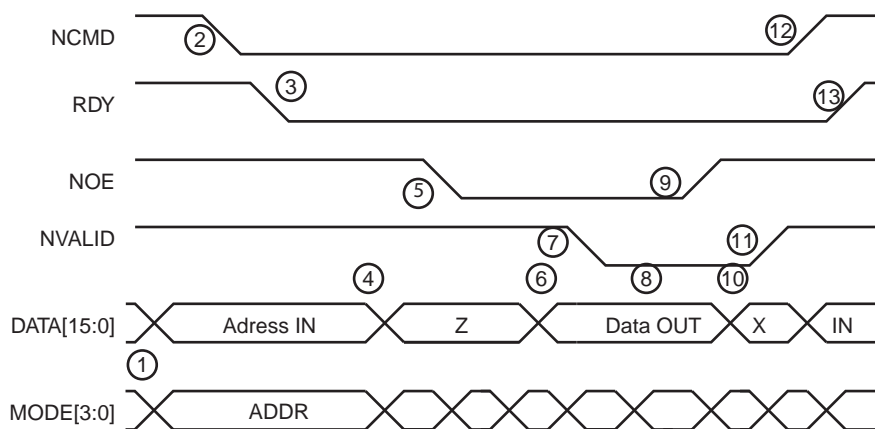 NCMD 2 12
RDY 3 13
NOE 5 9
NVALID 7 11
4 6 8 10
DATA[15:0] Adress IN Z Data OUT X IN
1
MODE[3:0] ADDR